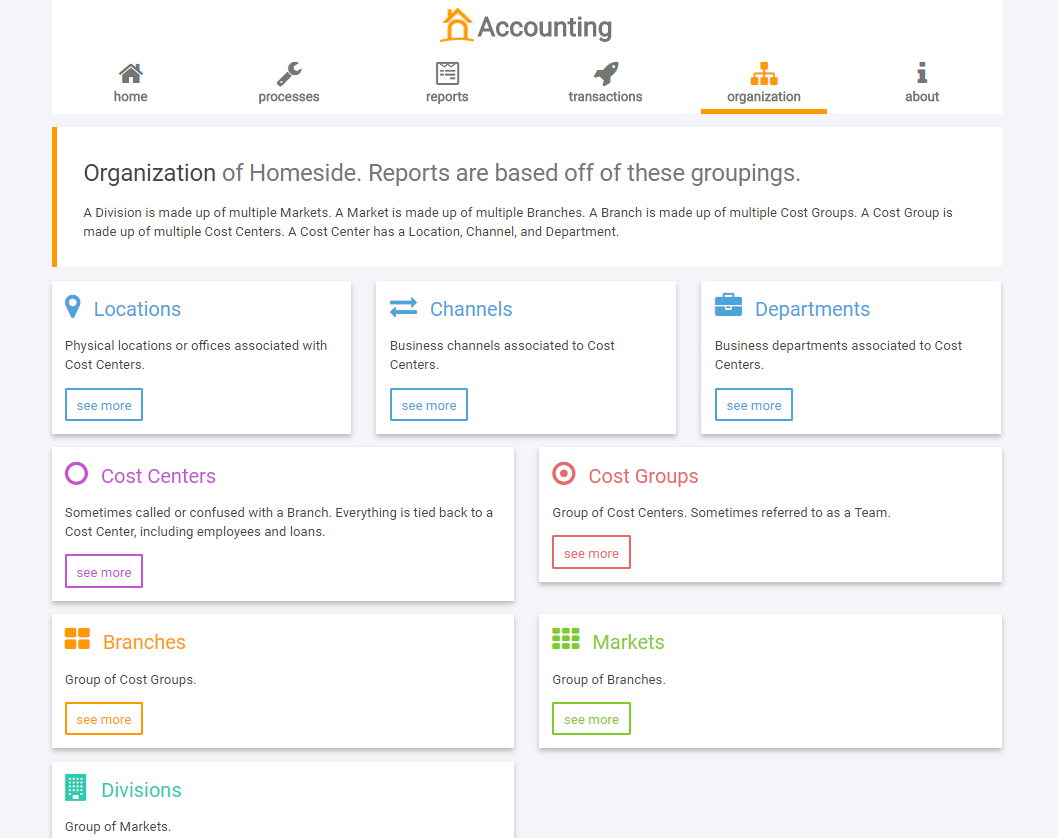 Accounting
home
processes
reports
transactions
organization
about
Organization of Homeside. Reports are based off of these groupings.
A Division is made up of multiple Markets. A Market is made up of multiple Branches. A Branch is made up of multiple Cost Groups. A Cost Group is
made up of multiple Cost Centers. A Cost Center has a Location, Channel, and Department.
Locations
Physical locations or offices associated with
Cost Centers.
see more
Channels
Business channels associated to Cost
Centers.
see more
Departments
Business departments associated to Cost
Centers.
see more
Cost Centers
Sometimes called or confused with a Branch. Everything is tied back to a
Cost Center, including employees and loans.
see more
Cost Groups
Group of Cost Centers. Sometimes referred to as a Team.
see more
Branches
Group of Cost Groups.
see more
Markets
Group of Branches.
see more
Divisions
Group of Markets.